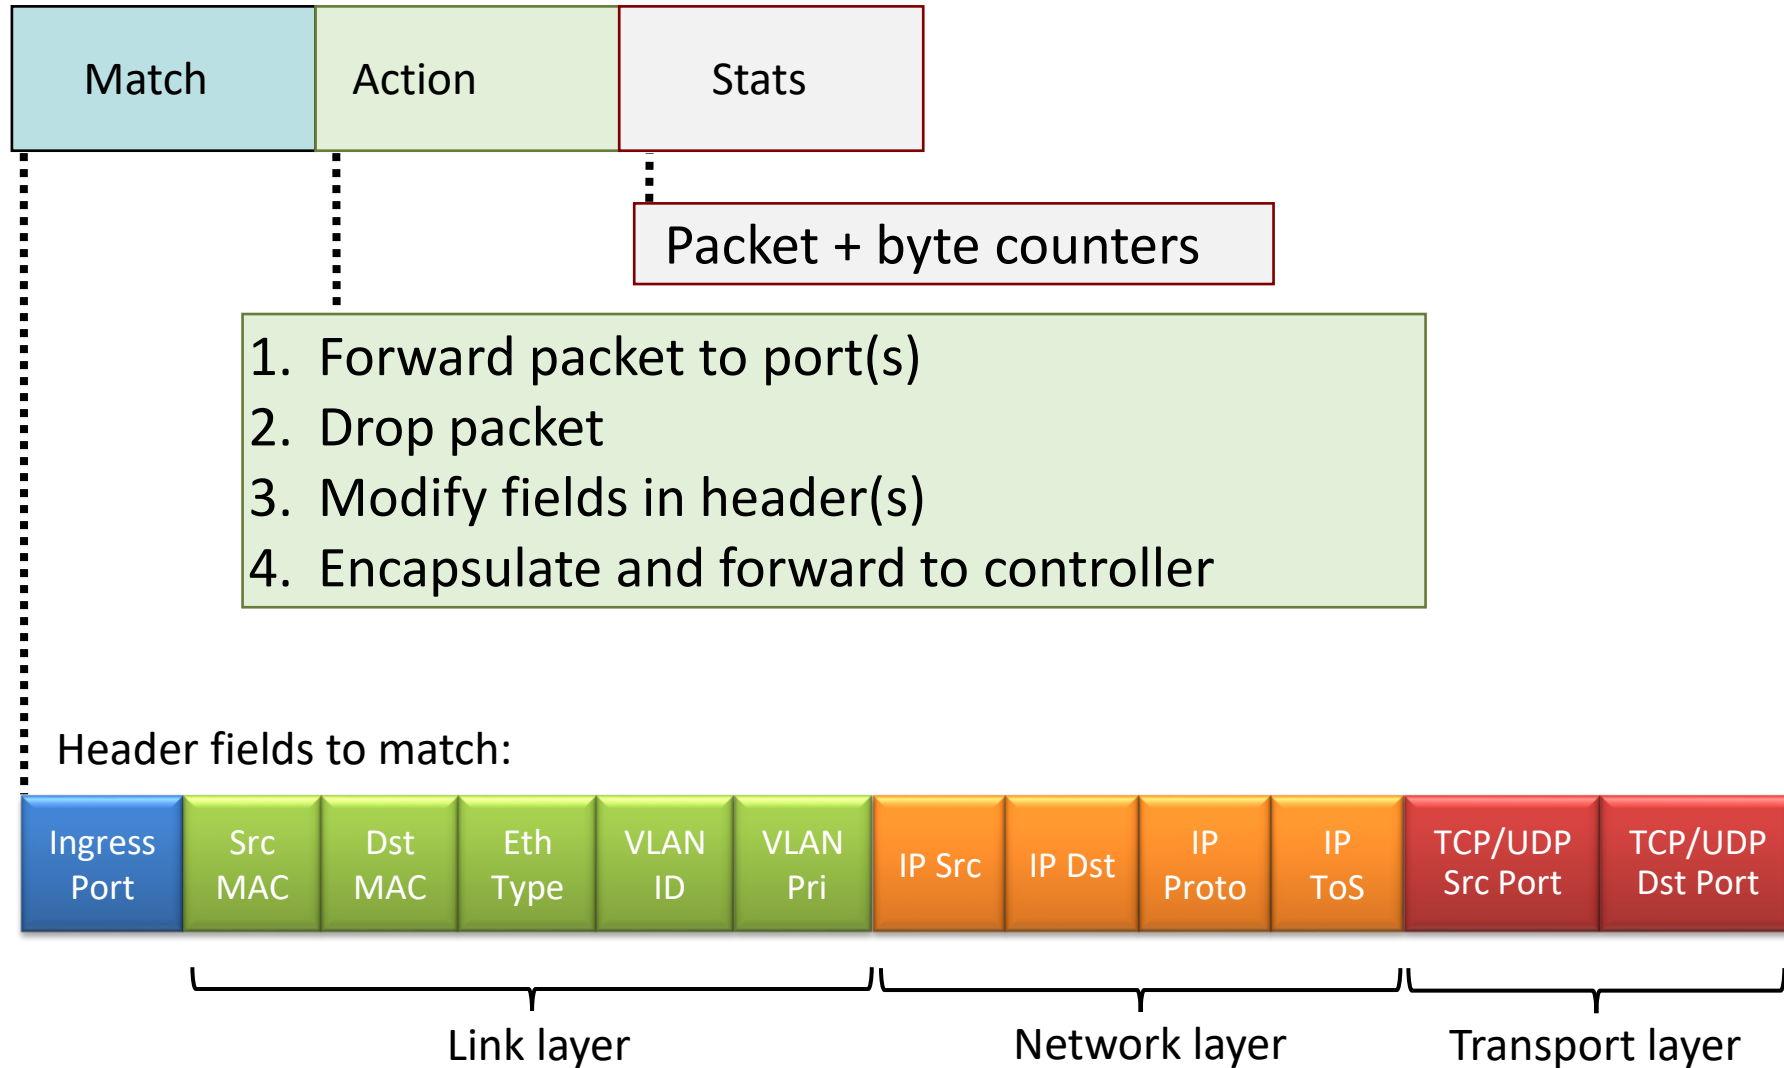 Match Action Stats
Packet + byte counters
1. Forward packet to port(s)
2. Drop packet
3. Modify fields in header(s)
4. Encapsulate and forward to controller
Header fields to match:
Ingress
Port
Src
MAC
Dst
MAC
Eth
Type
VLAN
ID
VLAN
Pri
IP Src
IP Dst
IP
Proto
IP
ToS
TCP/UDP
Src Port
TCP/UDP
Dst Port
Link layer
Network layer
Transport layer